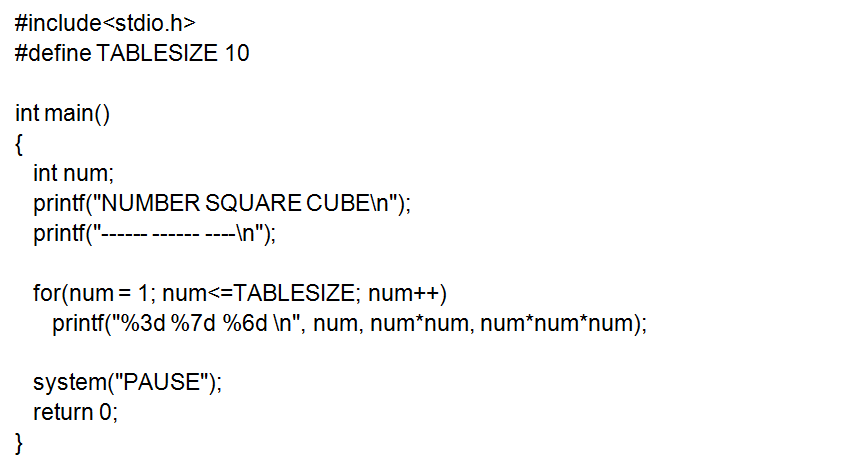 #include<stdio.h>
#define TABLESIZE 10

int main()
{
   int num;
   printf("NUMBER SQUARE CUBE\n");
   printf("------ ------ ----\n");

   for(num = 1; num<=TABLESIZE; num++)
      printf("%3d %7d %6d \n", num, num*num, num*num*num);

   system("PAUSE");
   return 0;
}